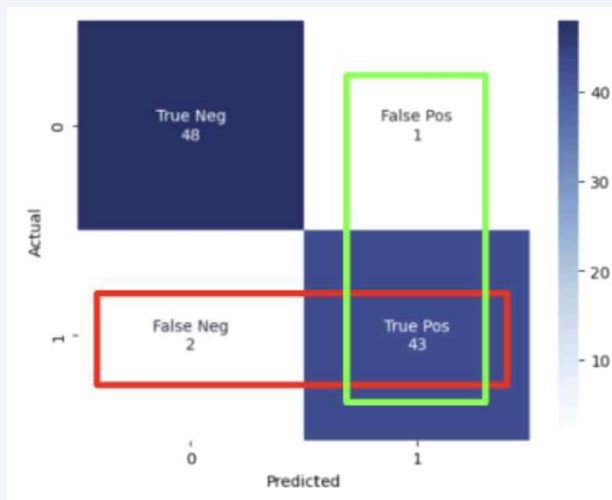 True Neg
48
False Pos
1
False Neg
2
True Pos
43
Actual
0
1
0
1
Predicted
40
30
20
10